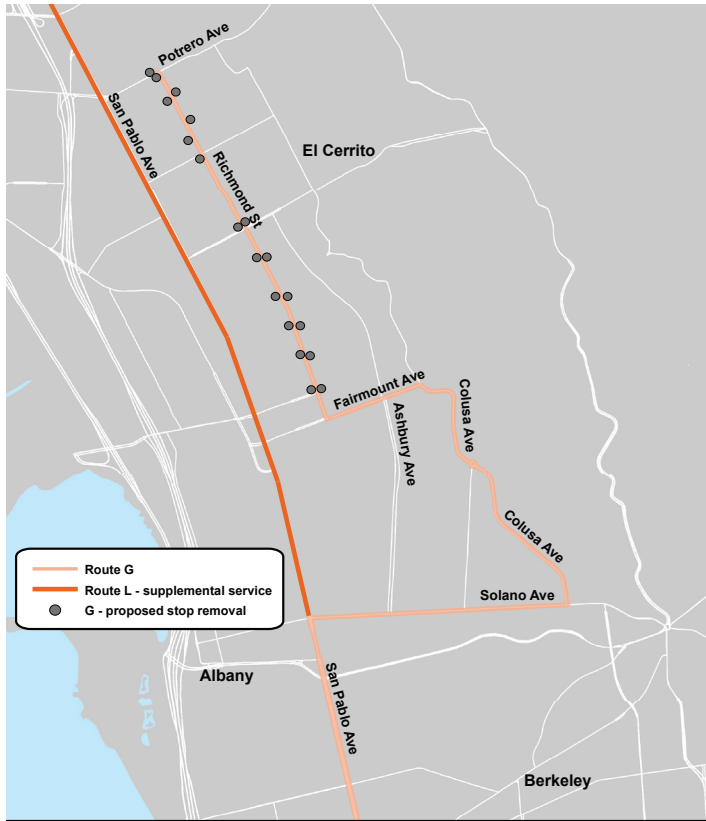 Potrero Ave
San Pablo Ave
El Cerrito
Richmond St
Fairmount Ave
Colusa Ave
Ashbury Ave
Colusa Ave
Route G
Route L - supplemental service
G - proposed stop removal
Solano Ave
Albany
San Pablo Ave
Berkeley